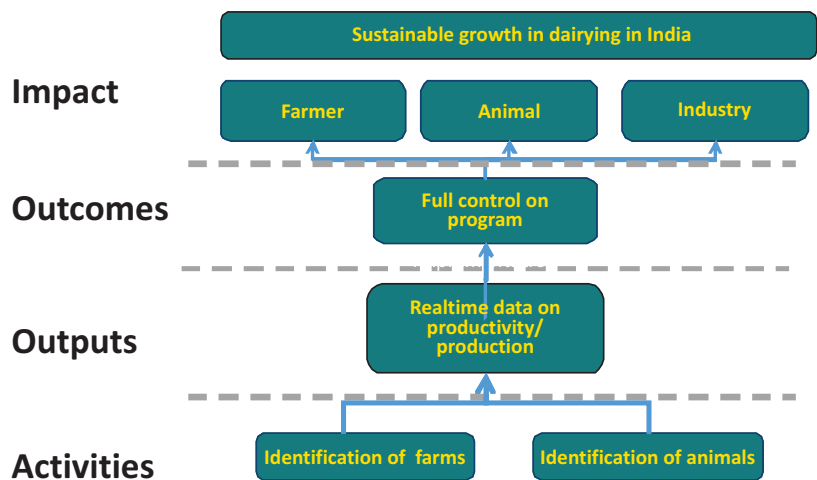 Sustainable growth in dairying in India
Impact
Farmer
Animal
Industry
Outcomes
Full control on
program
Outputs
Realtime data on
productivity/
production
Activities
Identification of farms
Identification of animals